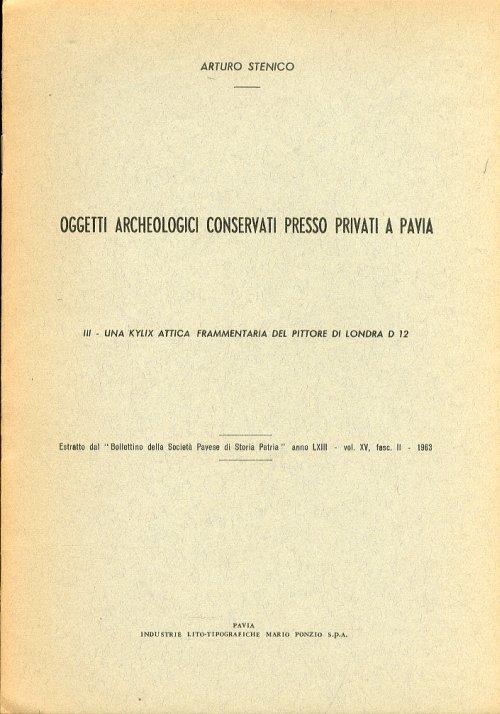 ARTURO STENICO
OGGETTI ARCHEOLOGICI CONSERVATI PRESSO PRIVATI A PAVIA
III - UNA KYLIX ATTICA FRAMMENTARIA DEL PITTORE DI LONDRA D 12
Estratto dal "Bollettino della Società Pavese di Storia Patria" anno LXIII - vol. XV, fasc. II - 1963
PAVIA
INDUSTRIE LITO-TIPOGRAFICHE MARIO PONZIO S.p.A.